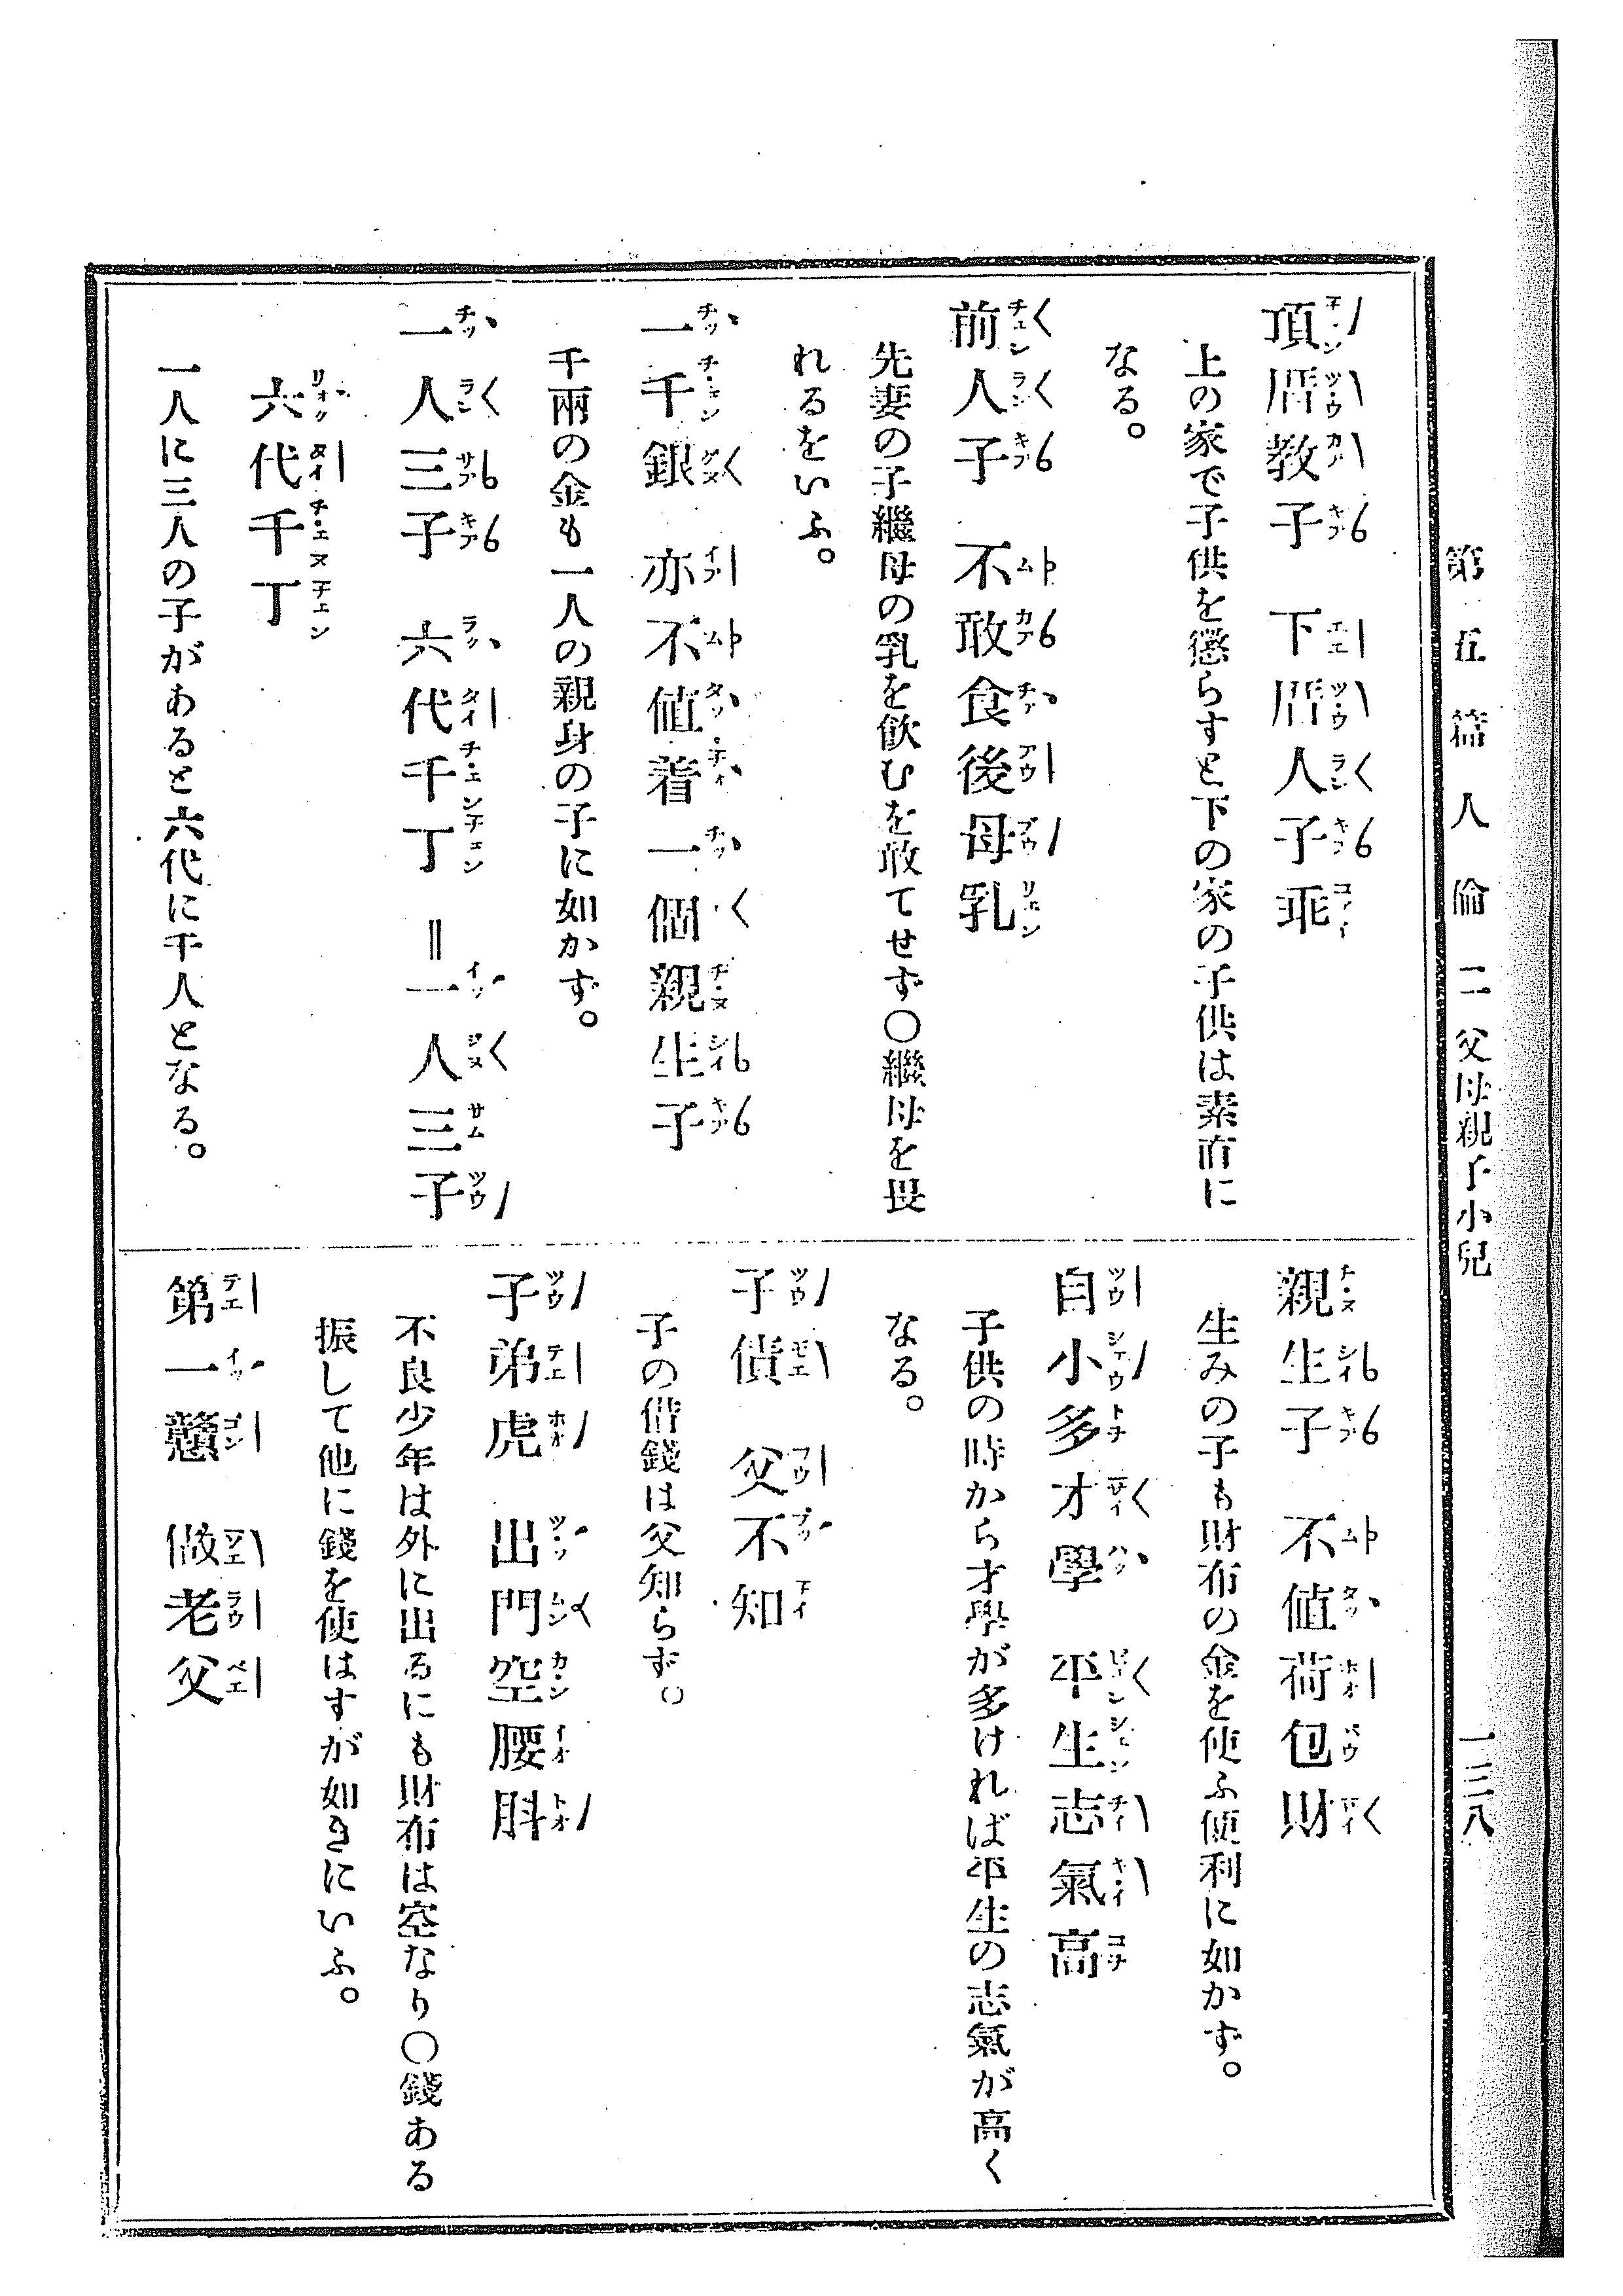 第五篇 人倫 二 父母親子小兒
一三八
頂厝教子 下厝人子乖
上の家で子供を懲らすと下の家の子供は素直に
なる。
前人子 不敢食後母乳
先妻の子繼母の乳を飮むを敢てせず〇繼母を畏
れるをいふ。
一千銀 亦不値着一個親生子
千兩の金も一人の親身の子に如かず。
一人三子 六代千丁 ‖一人三子
六代千丁
一人に三人の子があると六代に千人となる。
親生子 不値荷包財
生みの子も財布の金を使ふ便利に如かず。
自小多才學 平生志氣高
子供の時から才學が多ければ平生の志氣が高く
なる。
子債 父不知
子の借錢は父知らず。
子弟虎 出門空腰肚
不良少年は外に出るにも財布は空なり〇錢ある
振して他に錢を使はすが如きにいふ。
第一戇 做老父